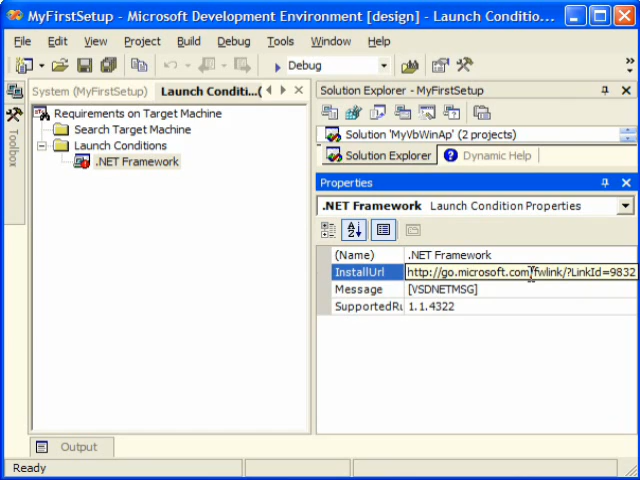 MyFirstSetup - Microsoft Development Environment [design] - Launch Conditio...
File Edit View Project Build Debug Tools Window Help
Debug
System (MyFirstSetup) Launch Conditi...(
Toolbox
Requirements on Target Machine
Search Target Machine
Launch Conditions
.NET Framework
Solution Explorer - MyFirstSetup
Solution 'MyVbWinAp' (2 projects)
Solution Explorer Dynamic Help
Properties
.NET Framework Launch Condition Properties
(Name) .NET Framework
InstallUrl http://go.microsoft.com/fwlink/?LinkId=9832
Message [VSDNETMSG]
SupportedRu 1.1.4322
Output
Ready